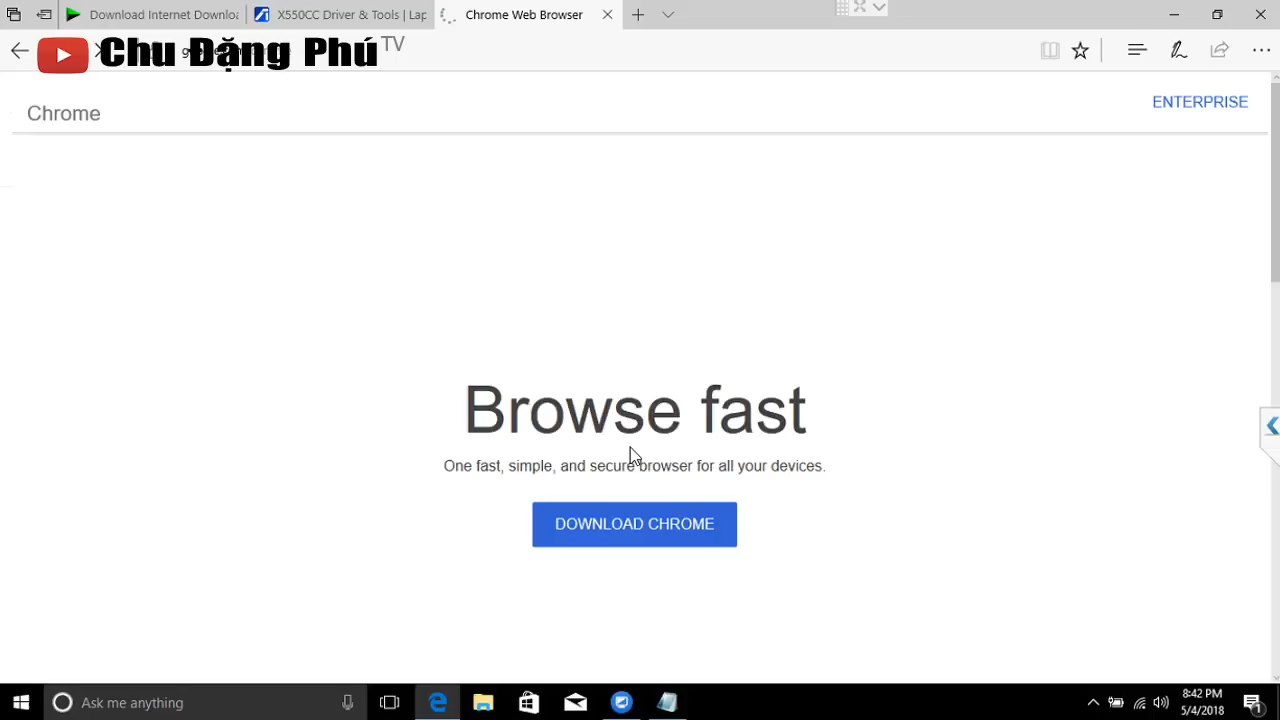 Download Internet Downloa
X550CC Driver & Tools | Lap
Chrome Web Browser
Chu Đặng Phú TV
Chrome
ENTERPRISE
Browse fast
One fast, simple, and secure browser for all your devices.
DOWNLOAD CHROME
Ask me anything
8:42 PM
5/4/2018
1